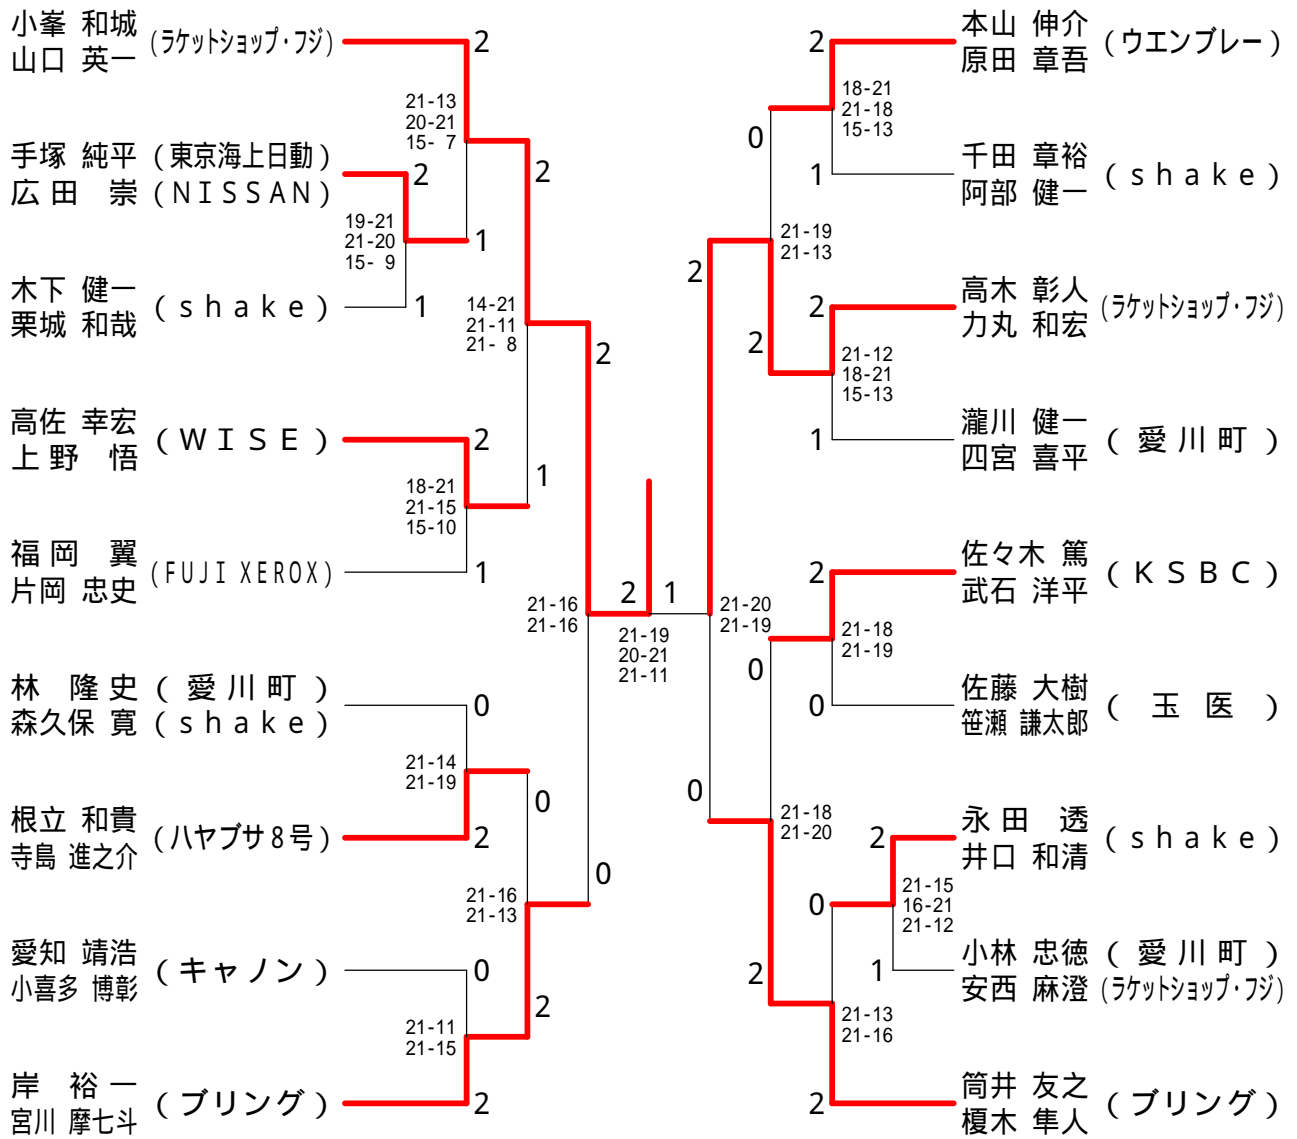 小峯 和城
山口 英一
(ラケットショップ・フジ)
2
21-13
20-21
15- 7
手塚 純平 (東京海上日動)
広田 崇 (NISSAN)
2
2
19-21
21-20
15- 9
1
木下 健一
栗城 和哉
(shake)
1
14-21
21-11
21- 8
2
高佐 幸宏
上野 悟
(WISE)
2
1
18-21
21-15
15-10
福岡 翼
片岡 忠史
(FUJI XEROX)
1
21-16
21-16
2
1
21-19
20-21
21-11
林 隆史 (愛川町)
森久保 寛 (shake)
0
21-14
21-19
0
根立 和貴
寺島 進之介
(ハヤブサ8号)
2
0
21-16
21-13
愛知 靖浩
小喜多 博彰
(キャノン)
0
2
21-11
21-15
岸 裕一
宮川 摩七斗
(ブリング)
2
本山 伸介
原田 章吾
(ウエンブレー)
2
18-21
21-18
15-13
0
千田 章裕
阿部 健一
(shake)
1
21-19
21-13
2
高木 彰人
力丸 和宏
(ラケットショップ・フジ)
2
2
21-12
18-21
15-13
瀧川 健一
四宮 喜平
(愛川町)
1
佐々木 篤
武石 洋平
(KSBC)
2
21-20
21-19
21-18
21-19
0
佐藤 大樹
笹瀬 謙太郎
(玉医)
0
0
21-18
21-20
永田 透
井口 和清
(shake)
2
0
21-15
16-21
21-12
小林 忠徳 (愛川町)
安西 麻澄 (ラケットショップ・フジ)
1
2
21-13
21-16
筒井 友之
榎木 隼人
(ブリング)
2